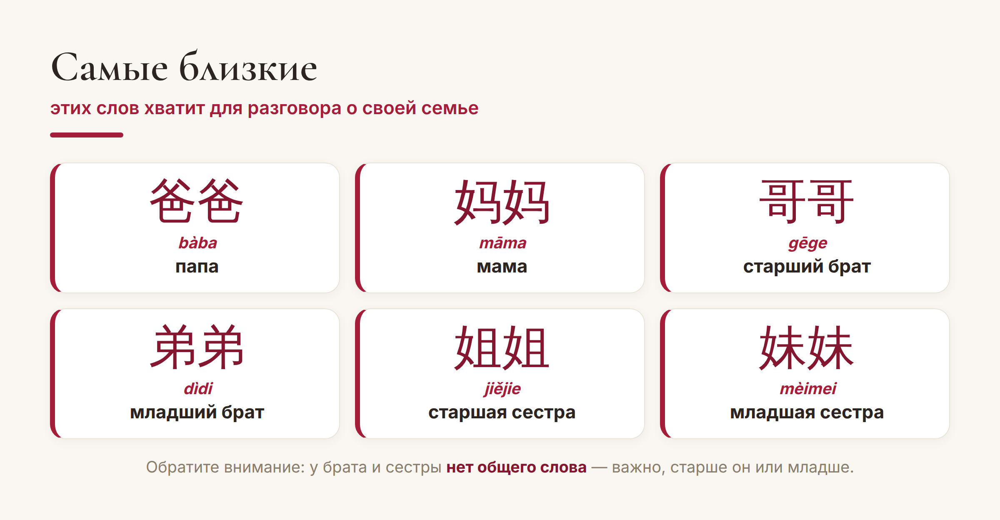 Самые близкие
этих слов хватит для разговора о своей семье
爸爸
bàba
папа
妈妈
māma
мама
哥哥
gēge
старший брат
弟弟
dìdi
младший брат
姐姐
jiějie
старшая сестра
妹妹
mèimei
младшая сестра
Обратите внимание: у брата и сестры нет общего слова — важно, старше он или младше.